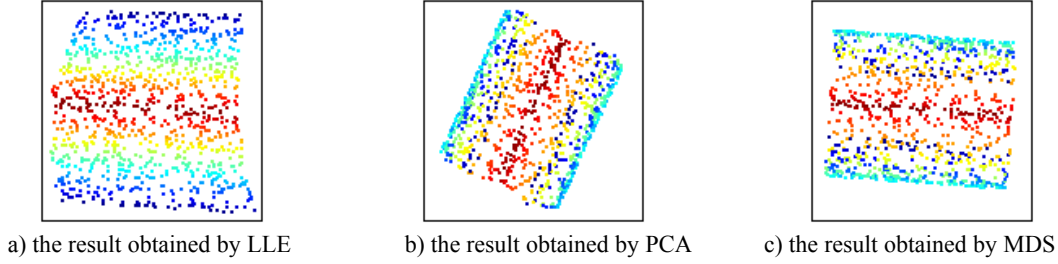 a) the result obtained by LLE
b) the result obtained by PCA
c) the result obtained by MDS